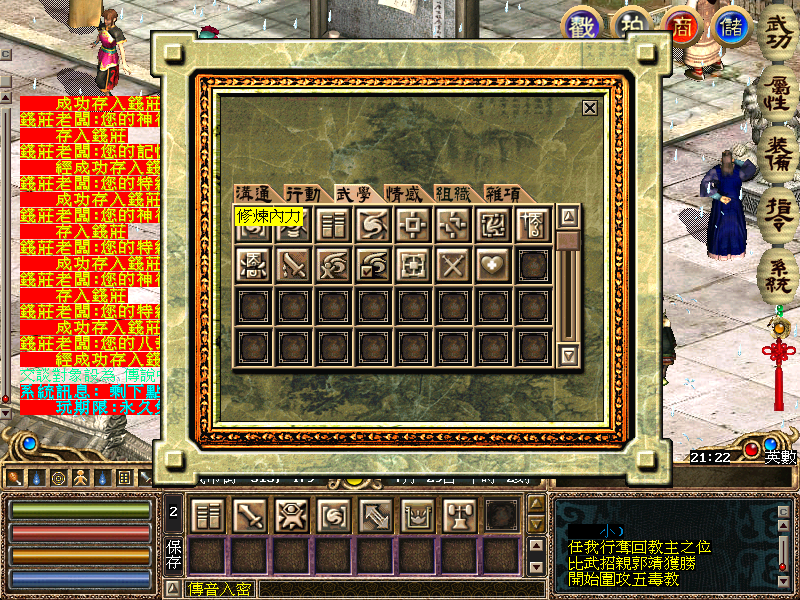 戳
拍
商
儲
武功
屬性
裝備
指令
系統
成功存入錢莊
錢莊老闆:您的神
存入錢莊
錢莊老闆:您的記
經成功存入錢
錢莊老闆:您的特
成功存入錢莊
錢莊老闆:您的神
存入錢莊
錢莊老闆:您的特
成功存入錢莊
錢莊老闆:您的神
存入錢莊
錢莊老闆:您的特
成功存入錢莊
錢莊老闆:您的八
經成功存入錢
交談對象設為:傳說
系統訊息: 剩下點
玩期限:永久
溝通 行動 武學 情感 組織 雜項
修煉內力
21:22 英數
2
保存
傳音入密
小
任我行奪回教主之位
比武招親郭靖獲勝
開始圍攻五毒教